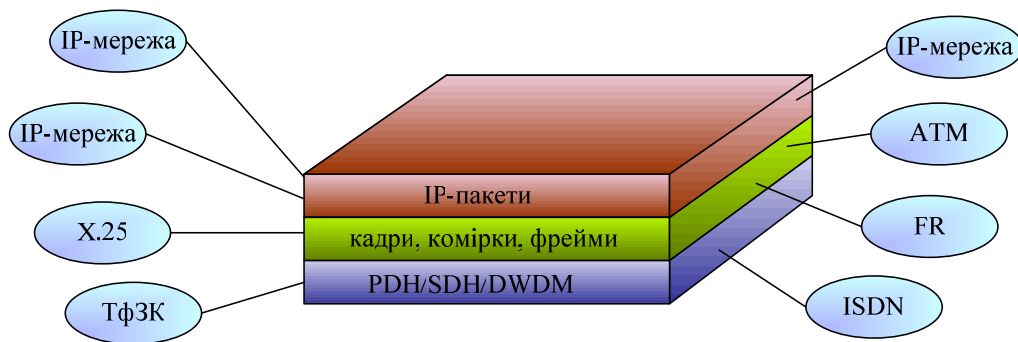 IP-мережа
IP-мережа
IP-мережа
ATM
X.25
FR
ТфЗК
ISDN
IP-пакети
кадри, комірки, фрейми
PDH/SDH/DWDM